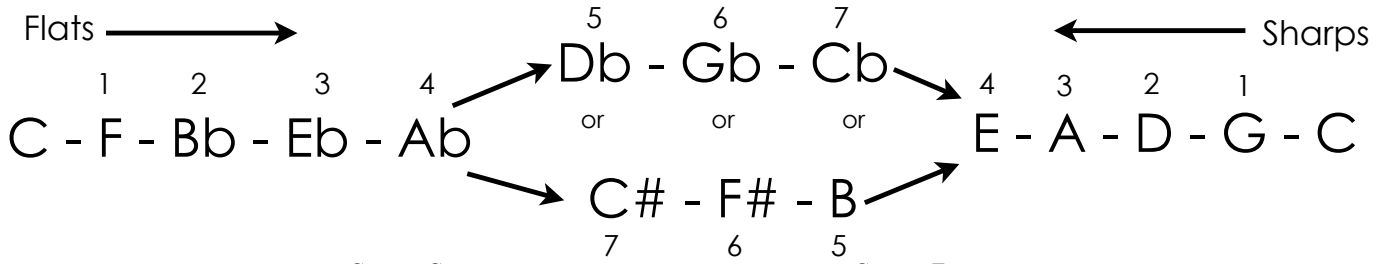 5 6 7
Flats Sharps
Db - Gb - Cb
1 2 3 4 4 3 2 1
or or or
C - F - Bb - Eb - Ab E - A - D - G - C
C# - F# - B
7 6 5